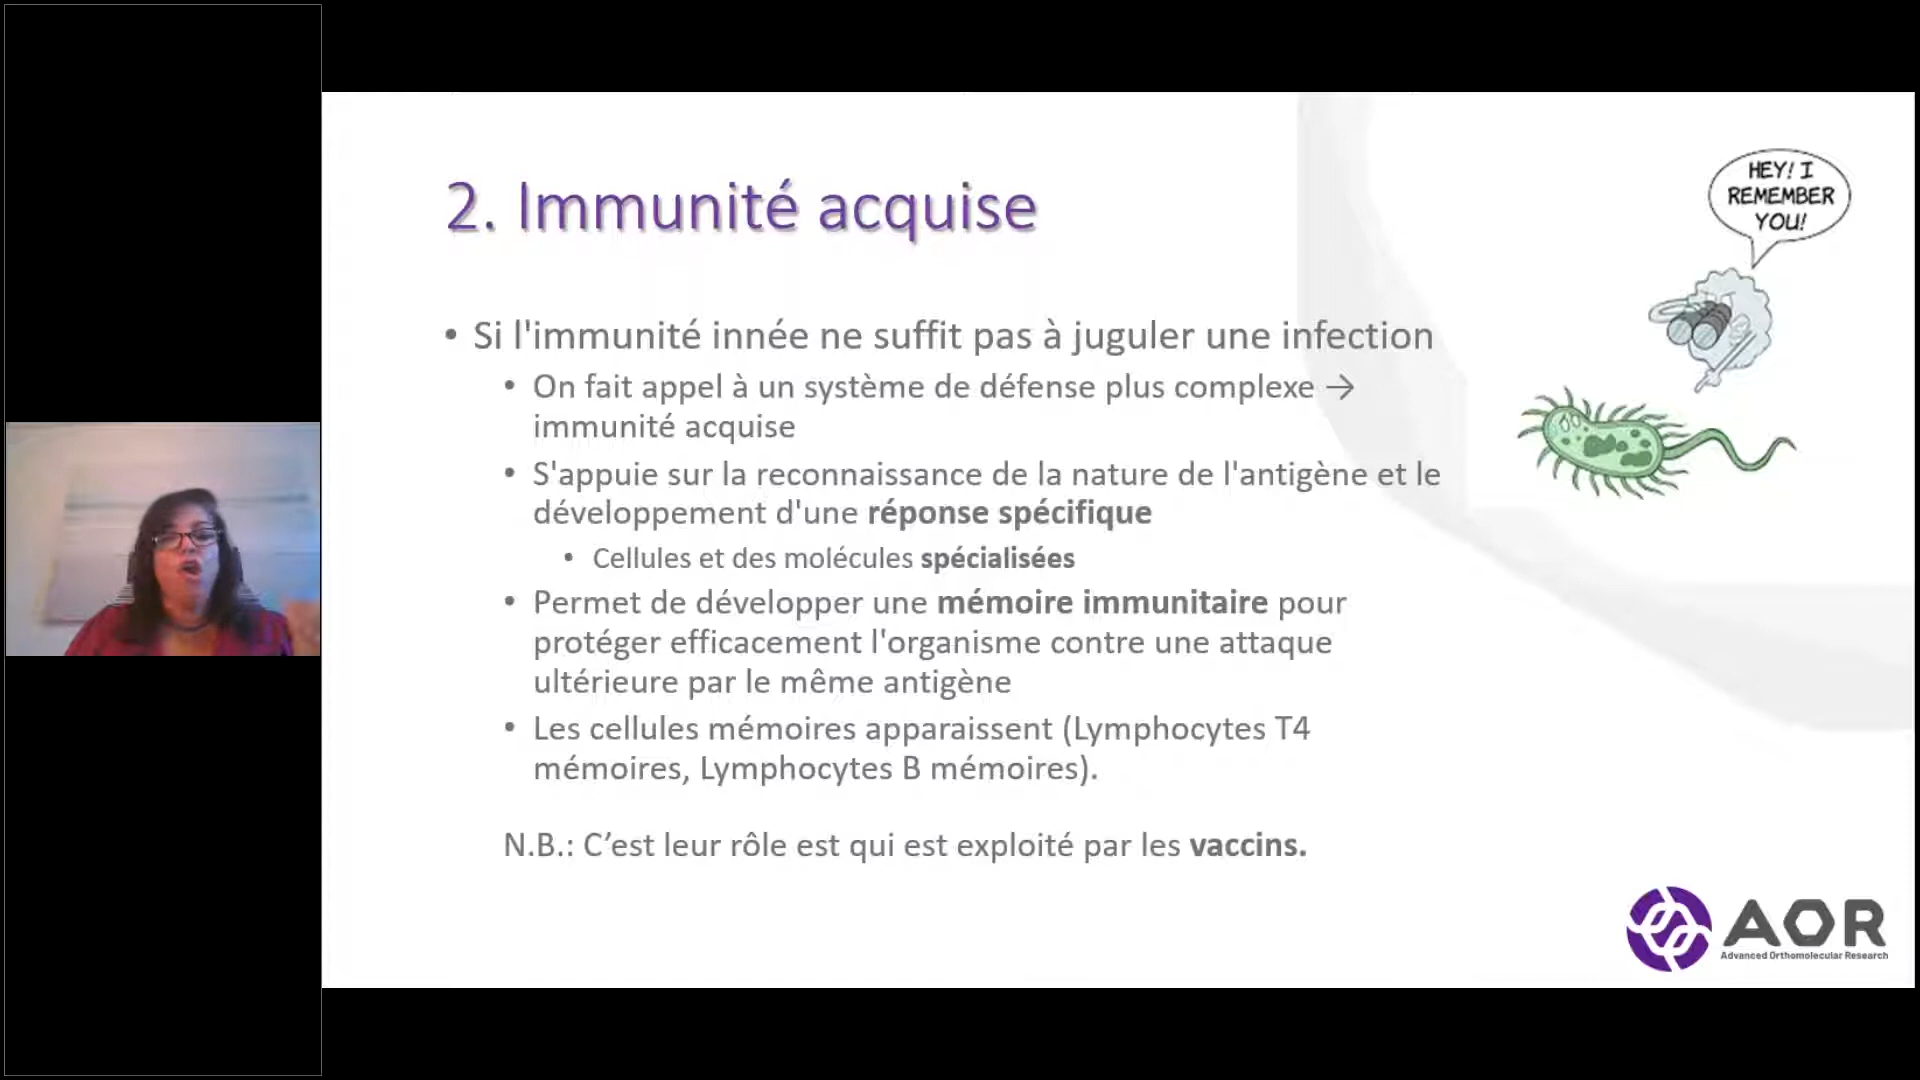 HEY! I
REMEMBER
YOU!
2. Immunité acquise
• Si l'immunité innée ne suffit pas à juguler une infection
• On fait appel à un système de défense plus complexe →
immunité acquise
• S'appuie sur la reconnaissance de la nature de l'antigène et le
développement d'une réponse spécifique
• Cellules et des molécules spécialisées
• Permet de développer une mémoire immunitaire pour
protéger efficacement l'organisme contre une attaque
ultérieure par le même antigène
• Les cellules mémoires apparaissent (Lymphocytes T4
mémoires, Lymphocytes B mémoires).
N.B.: C’est leur rôle est qui est exploité par les vaccins.
AOR
Advanced Orthomolecular Research